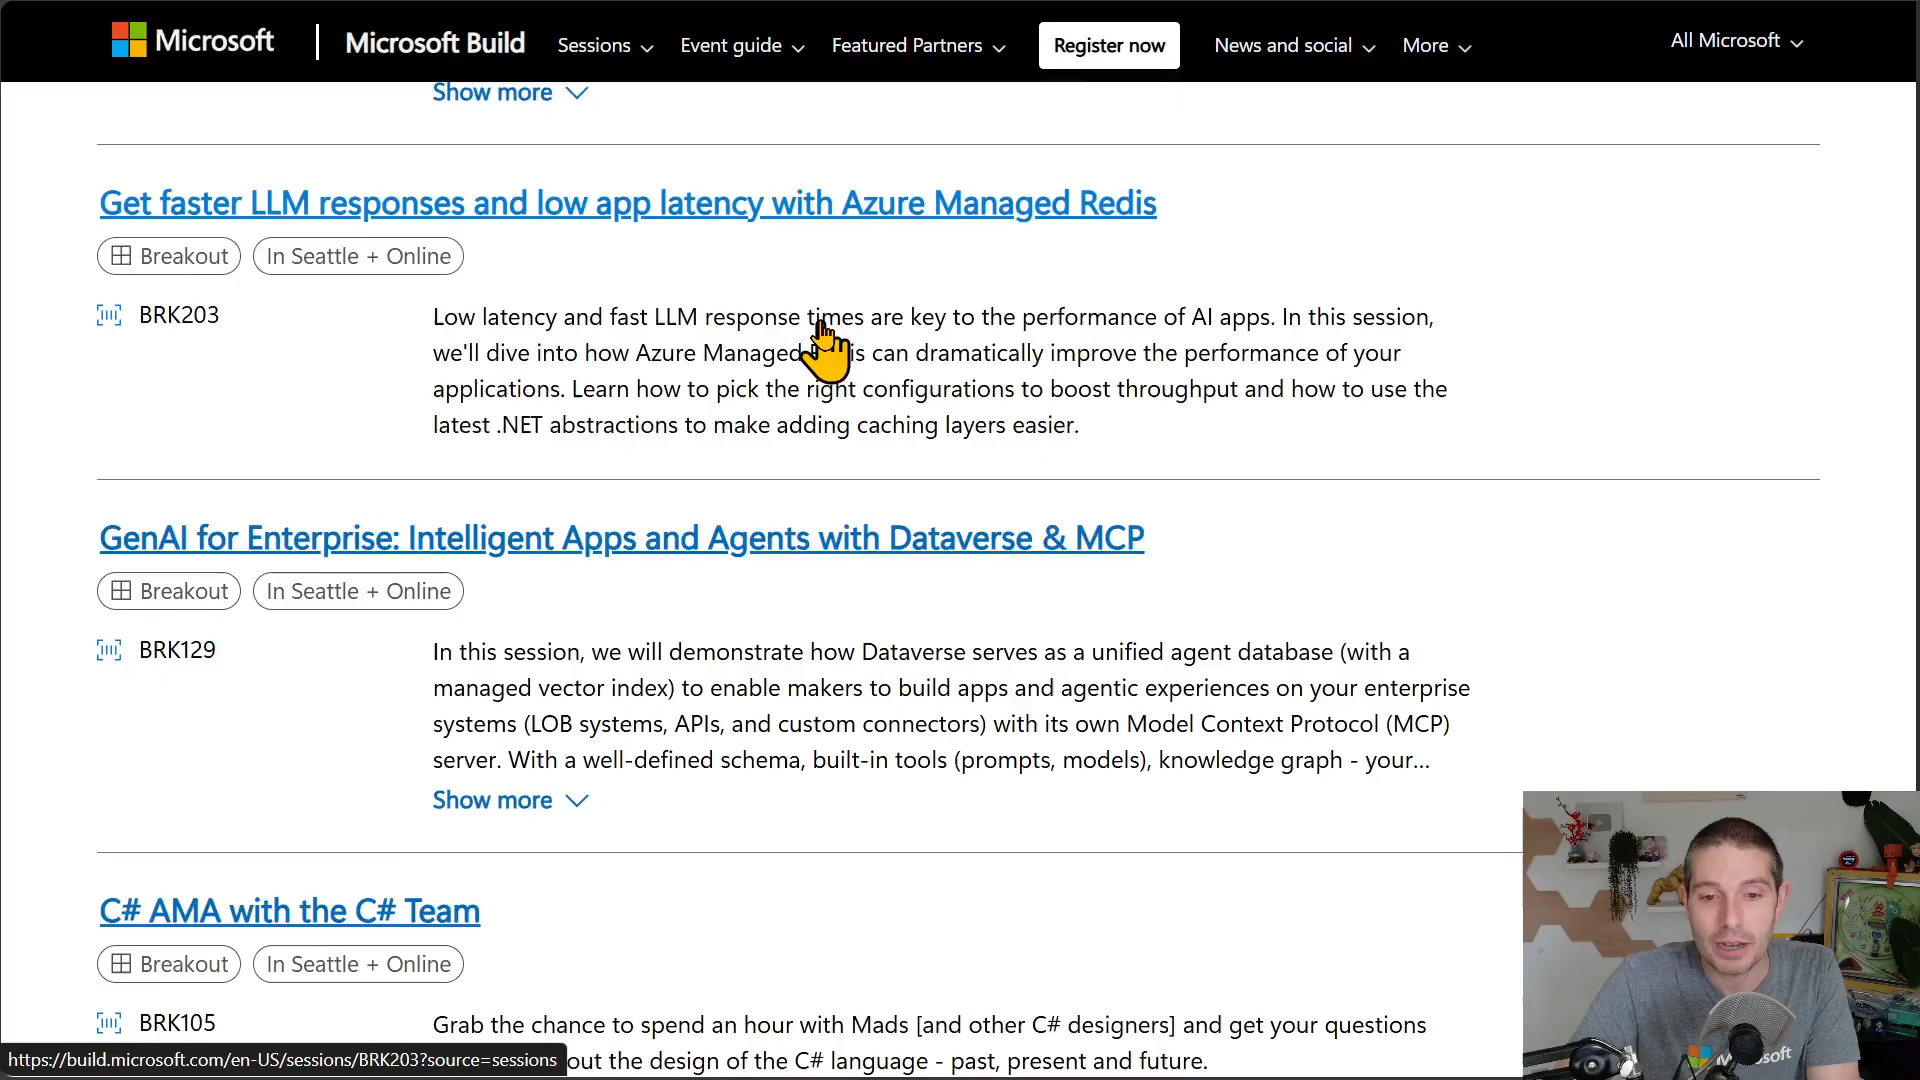 Microsoft
Microsoft Build
Sessions
Event guide
Featured Partners
Register now
News and social
More
All Microsoft
Show more
Get faster LLM responses and low app latency with Azure Managed Redis
Breakout
In Seattle + Online
BRK203
Low latency and fast LLM response times are key to the performance of AI apps. In this session,
we'll dive into how Azure Managed is can dramatically improve the performance of your
applications. Learn how to pick the right configurations to boost throughput and how to use the
latest .NET abstractions to make adding caching layers easier.
GenAI for Enterprise: Intelligent Apps and Agents with Dataverse & MCP
Breakout
In Seattle + Online
BRK129
In this session, we will demonstrate how Dataverse serves as a unified agent database (with a
managed vector index) to enable makers to build apps and agentic experiences on your enterprise
systems (LOB systems, APIs, and custom connectors) with its own Model Context Protocol (MCP)
server. With a well-defined schema, built-in tools (prompts, models), knowledge graph - your...
Show more
C# AMA with the C# Team
Breakout
In Seattle + Online
BRK105
Grab the chance to spend an hour with Mads [and other C# designers] and get your questions
out the design of the C# language - past, present and future.
https://build.microsoft.com/en-US/sessions/BRK203?source=sessions